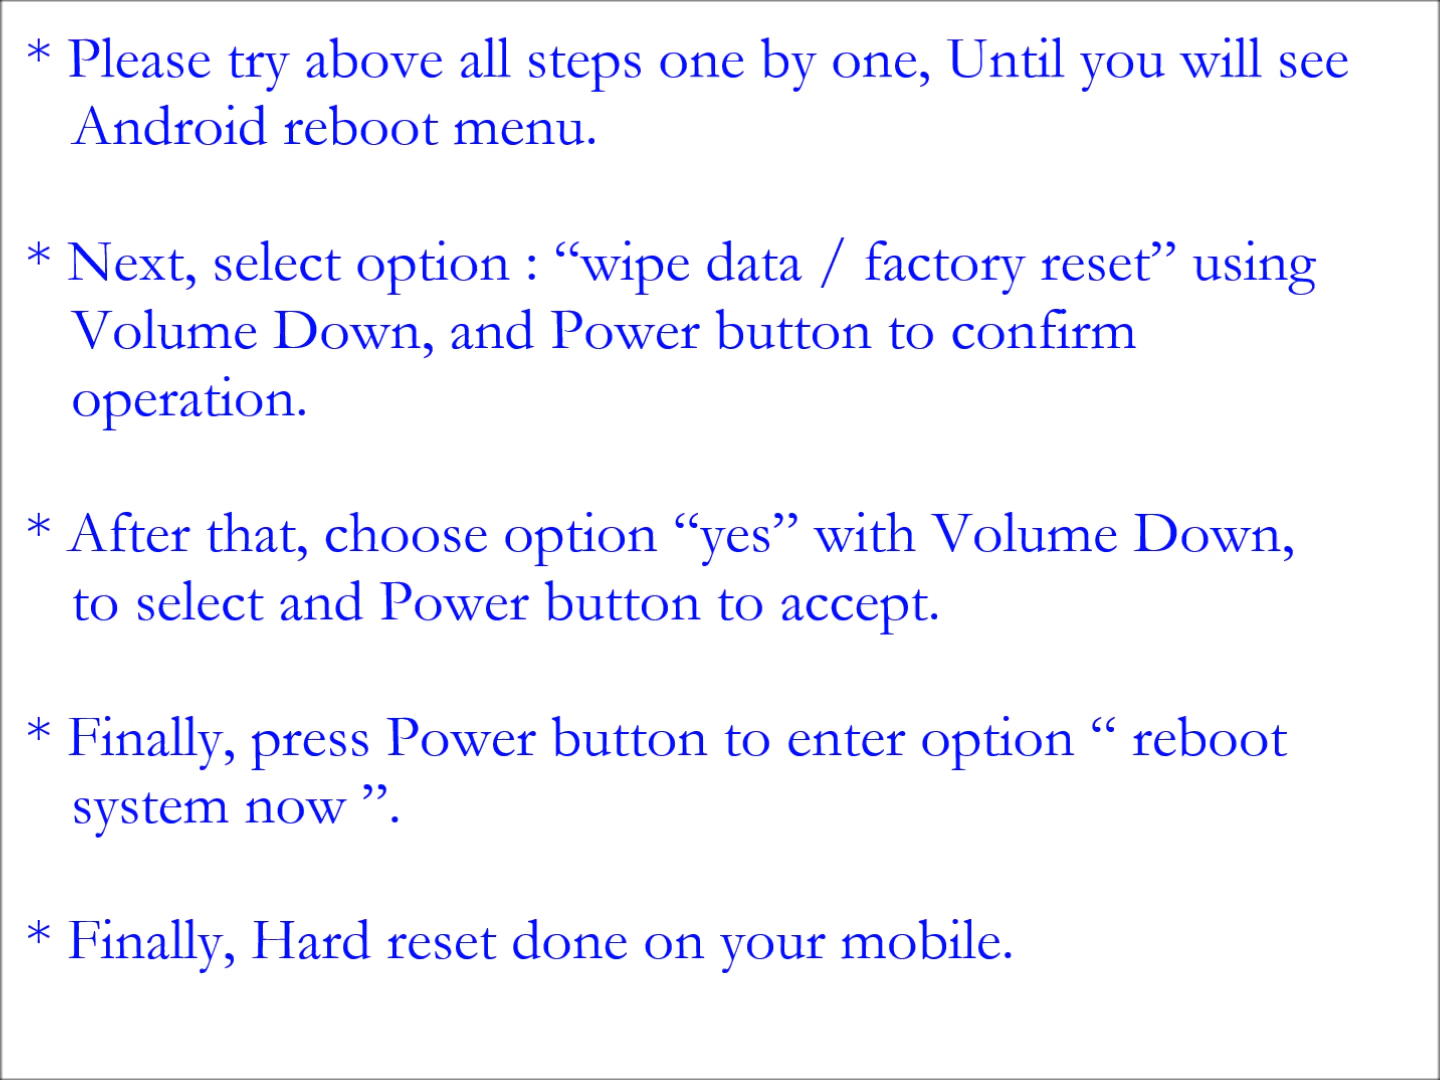 * Please try above all steps one by one, Until you will see
Android reboot menu.
* Next, select option : “wipe data / factory reset” using
Volume Down, and Power button to confirm
operation.
* After that, choose option “yes” with Volume Down,
to select and Power button to accept.
* Finally, press Power button to enter option “ reboot
system now ”.
* Finally, Hard reset done on your mobile.